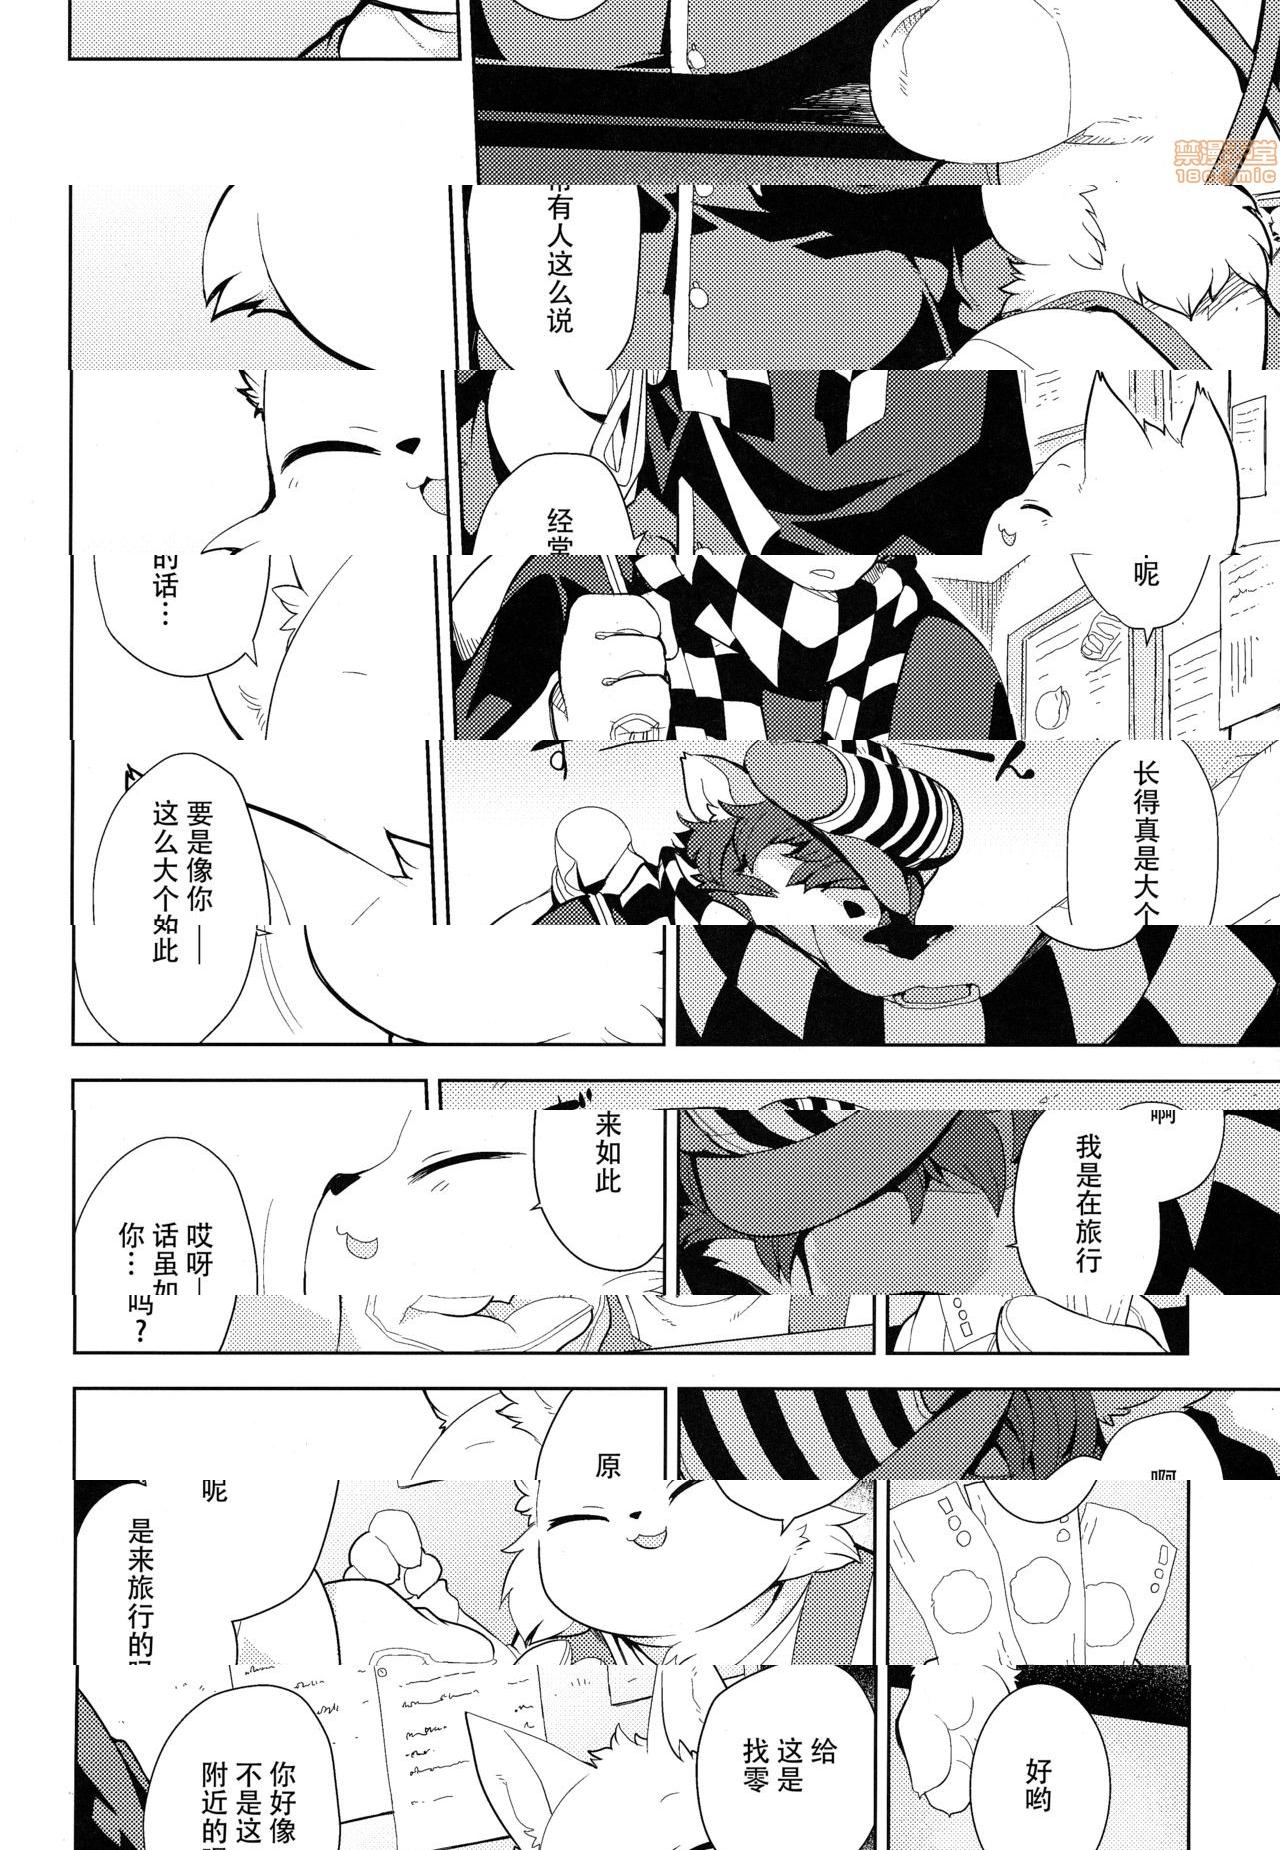 禁漫天堂
18comic
有人这么说
经常
呢
的话…
长得真是大个
要是像你——
这么大个如此
啊
我是在旅行
来如此
哎呀—
话虽如
你…
吗?
原
啊
呢
是来旅行的
好哟
给
这是
找零
你好像
不是这
附近的